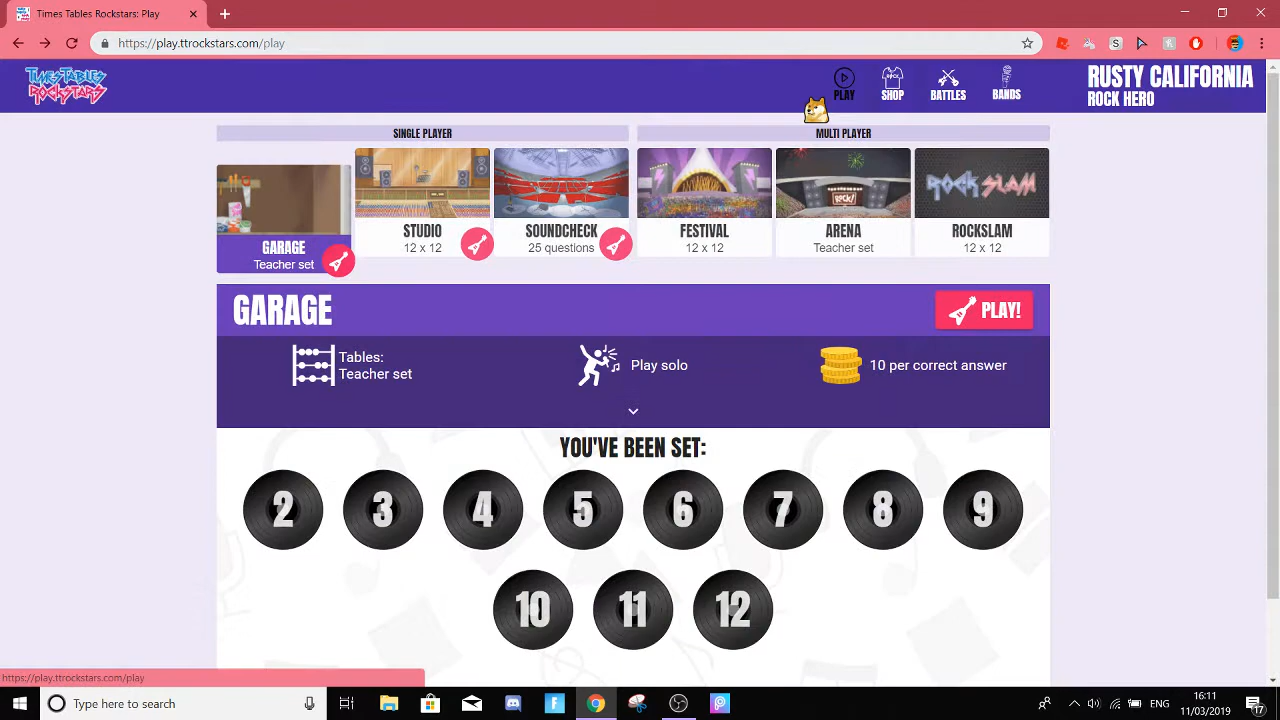 Times Tables Rockstars: Play
https://play.ttrockstars.com/play
TIMES TABLES
ROCKSTARS
PLAY
SHOP
BATTLES
BANDS
RUSTY CALIFORNIA
ROCK HERO
SINGLE PLAYER
MULTI PLAYER
GARAGE
Teacher set
STUDIO
12 x 12
SOUNDCHECK
25 questions
ROCK!
FESTIVAL
12 x 12
ARENA
Teacher set
ROCK SLAM
ROCKSLAM
12 x 12
GARAGE
PLAY!
Tables:
Teacher set
Play solo
10 per correct answer
YOU'VE BEEN SET:
2 3 4 5 6 7 8 9
10 11 12
https://play.ttrockstars.com/play
Type here to search
ENG
16:11
11/03/2019
17